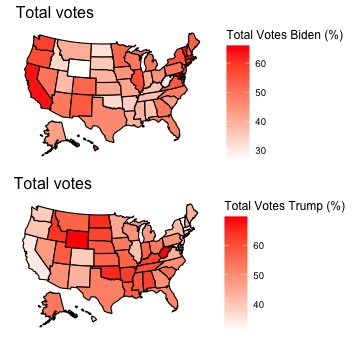 Total votes
Total Votes Biden (%)
60
50
40
30
Total votes
Total Votes Trump (%)
60
50
40